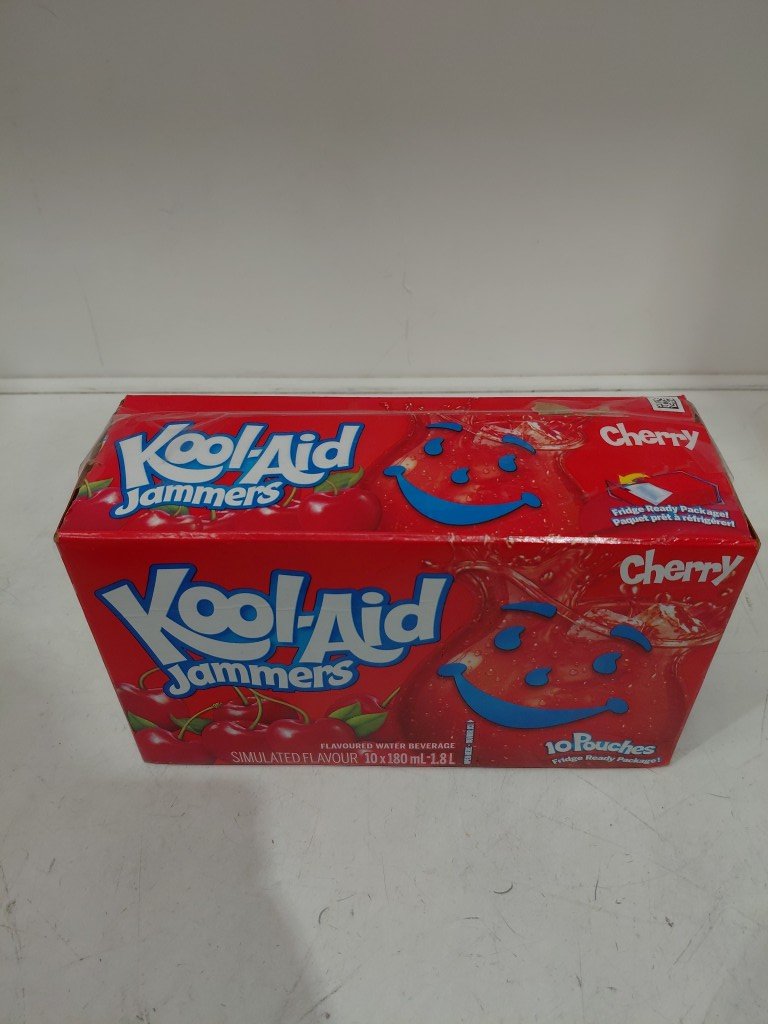 Kool-Aid
Jammers
Cherry
Fridge Ready Package!
Paquet prêt à réfrigérer!
Kool-Aid
Jammers
Cherry
FLAVOURED WATER BEVERAGE
SIMULATED FLAVOUR 10 x 180 mL-1.8 L
10 Pouches
Fridge Ready Package!